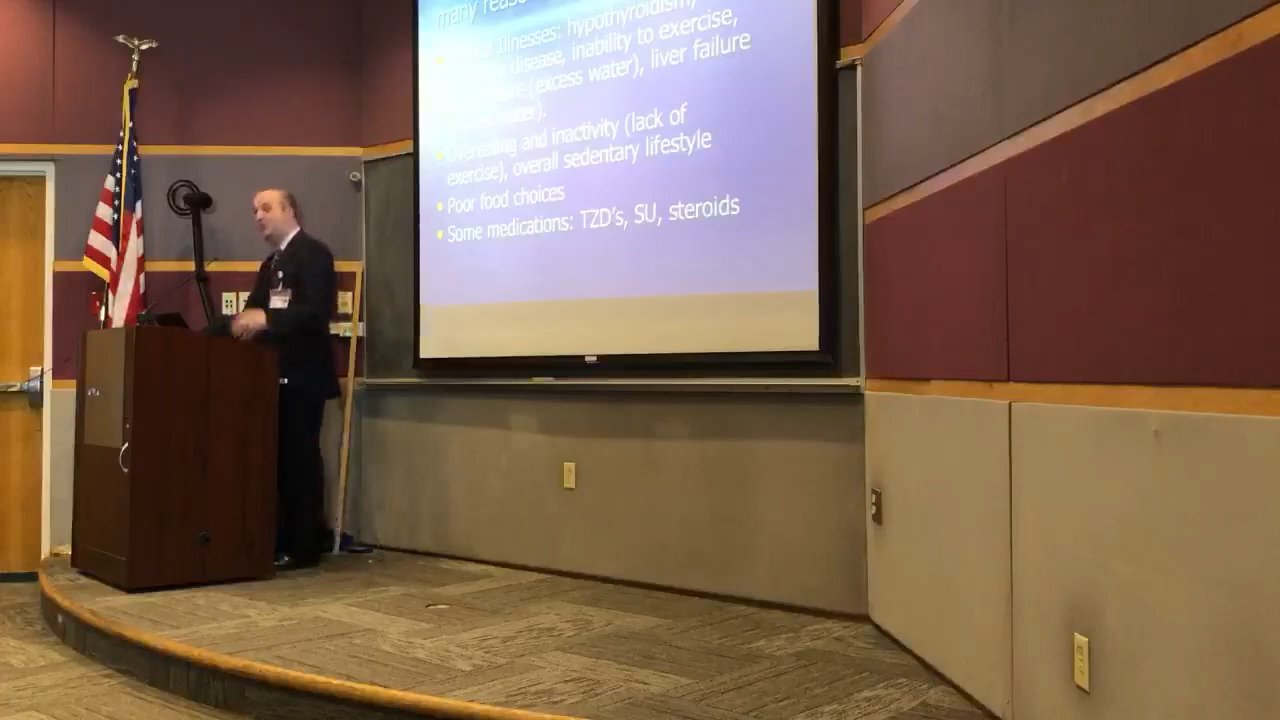 many
Illnesses: hypothyroidism,
disease, inability to exercise,
(excess water), liver failure
• Overeating and inactivity (lack of
exercise), overall sedentary lifestyle
• Poor food choices
• Some medications: TZD's, SU, steroids